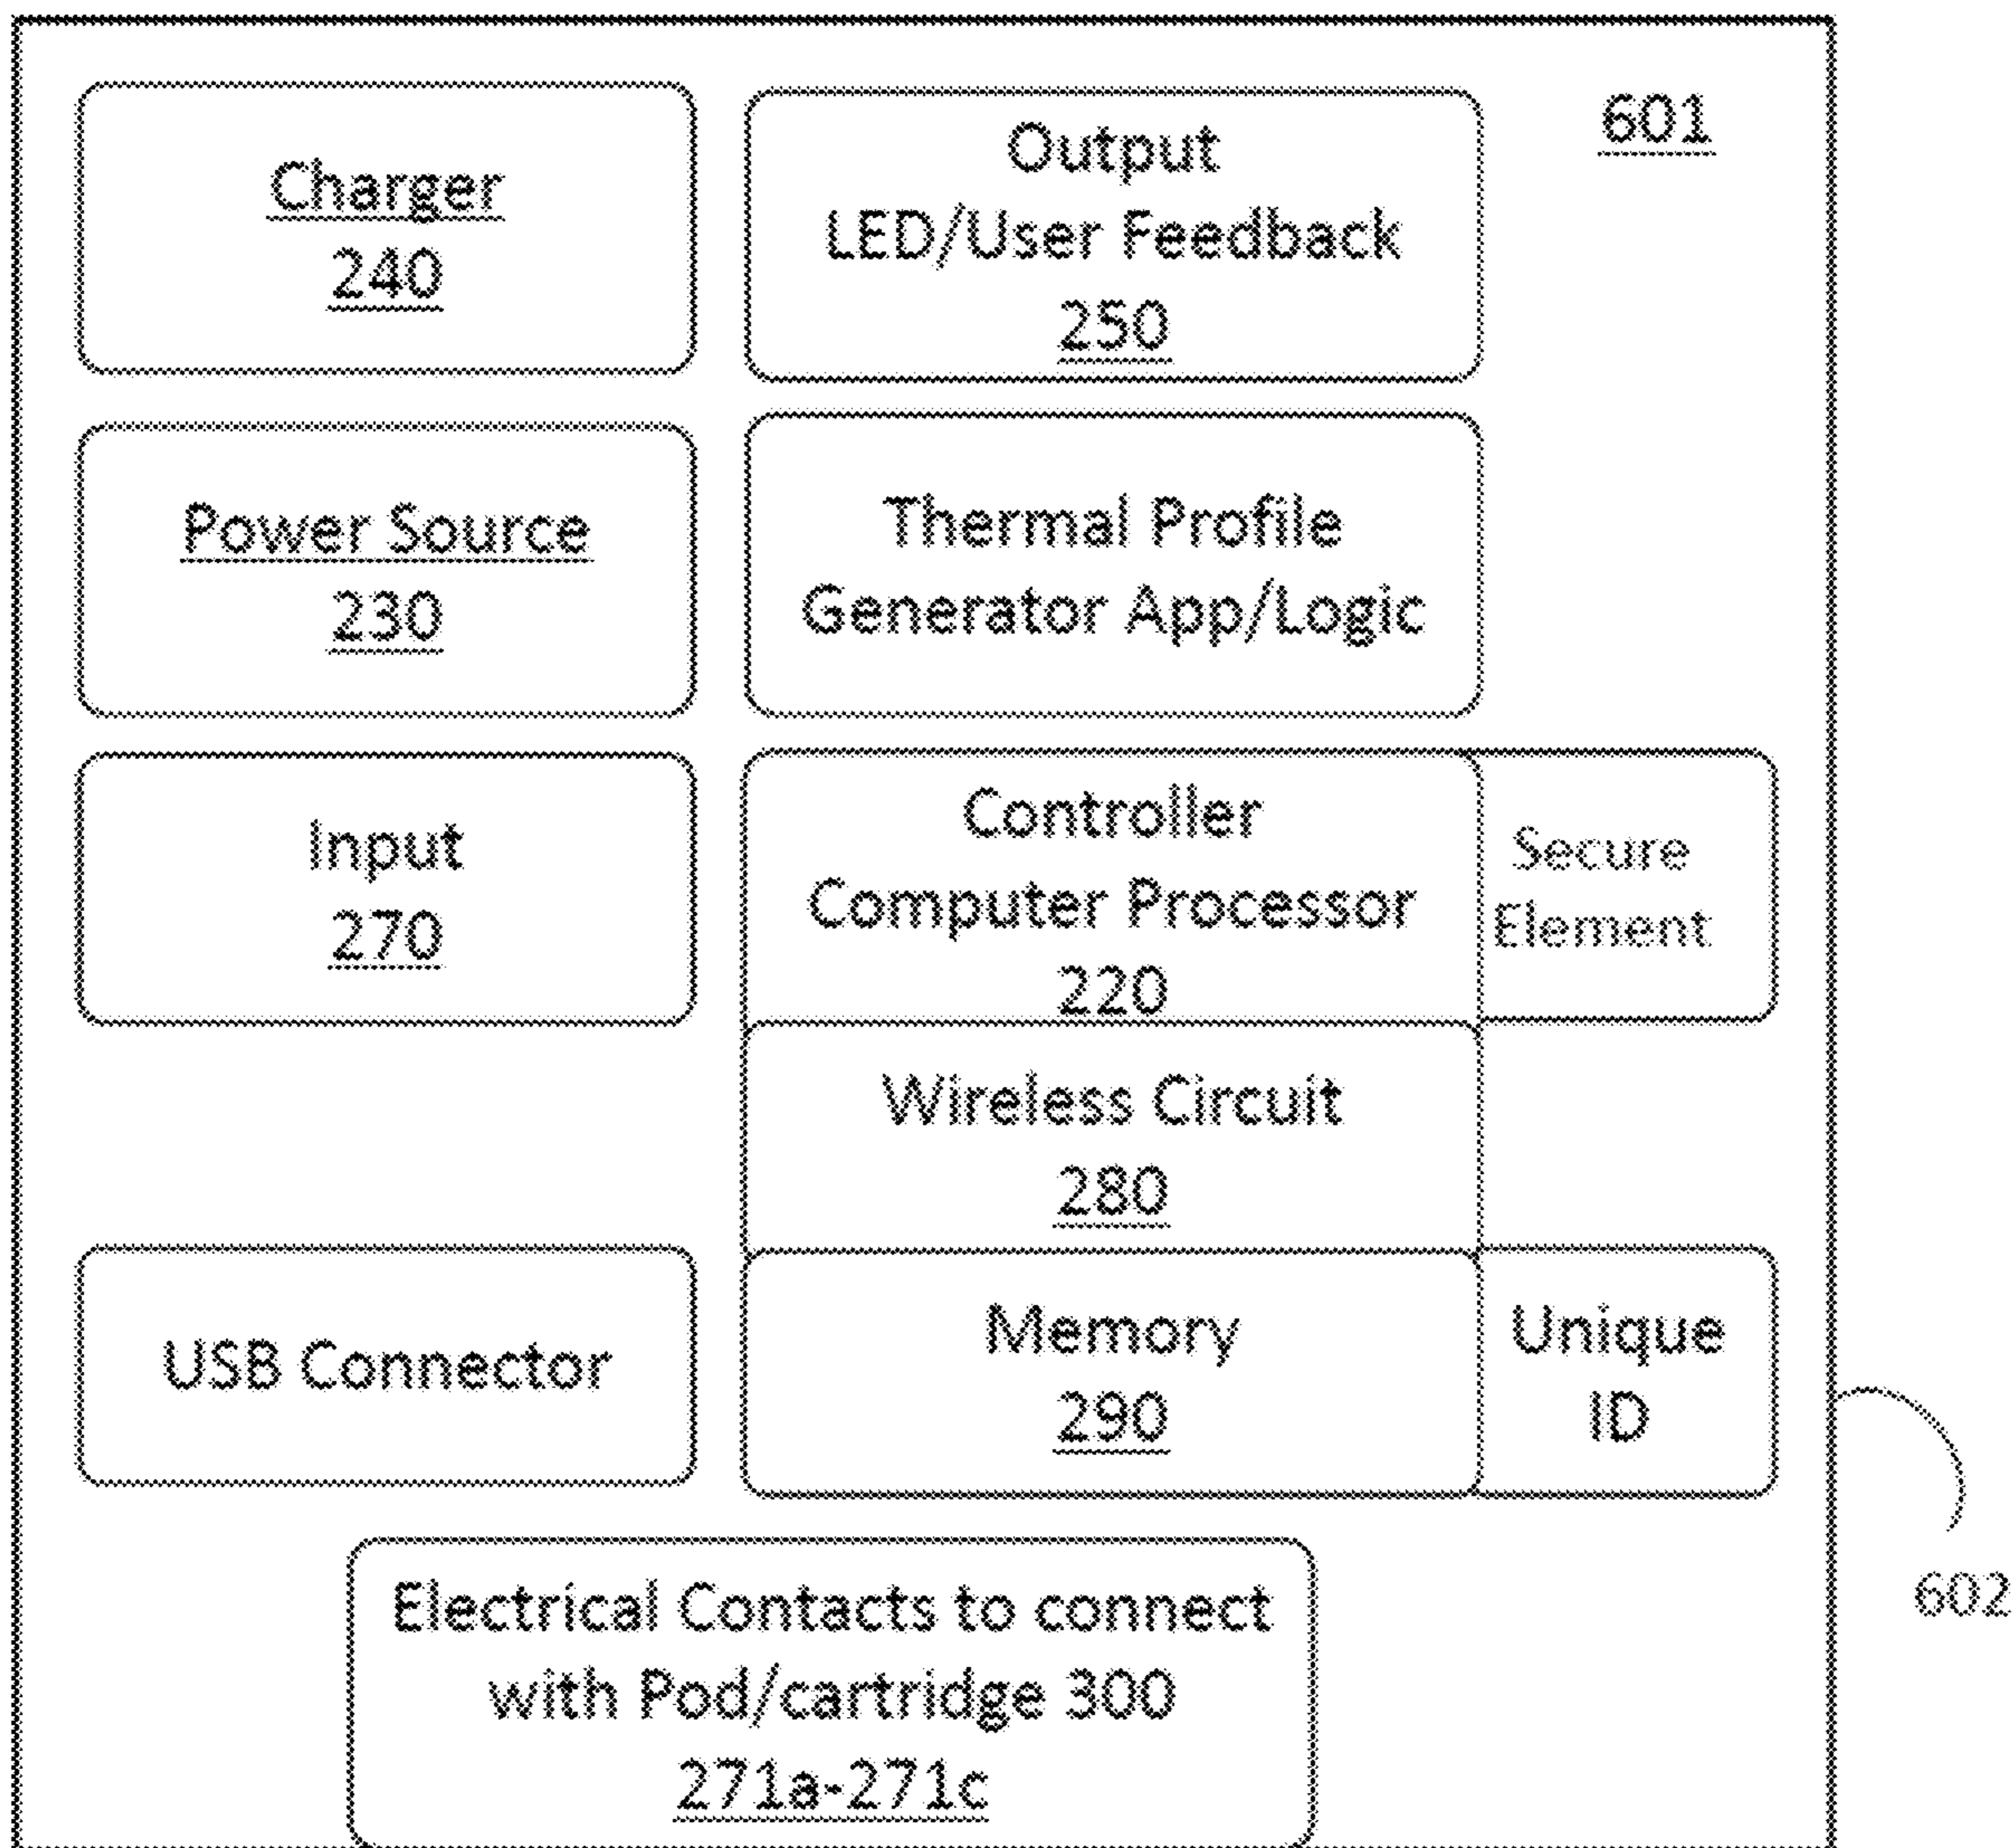 601
Charger
240
Output
LED/User Feedback
250
Power Source
230
Thermal Profile
Generator App/Logic
Input
270
Controller
Computer Processor
220
Secure
Element
Wireless Circuit
280
USB Connector
Memory
290
Unique
ID
602
Electrical Contacts to connect
with Pod/cartridge 300
271a-271c